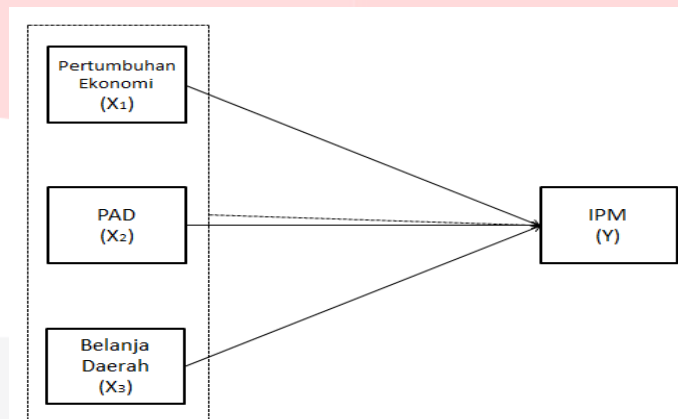 Pertumbuhan
Ekonomi
(X₁)
PAD
(X₂)
IPM
(Y)
Belanja
Daerah
(X₃)